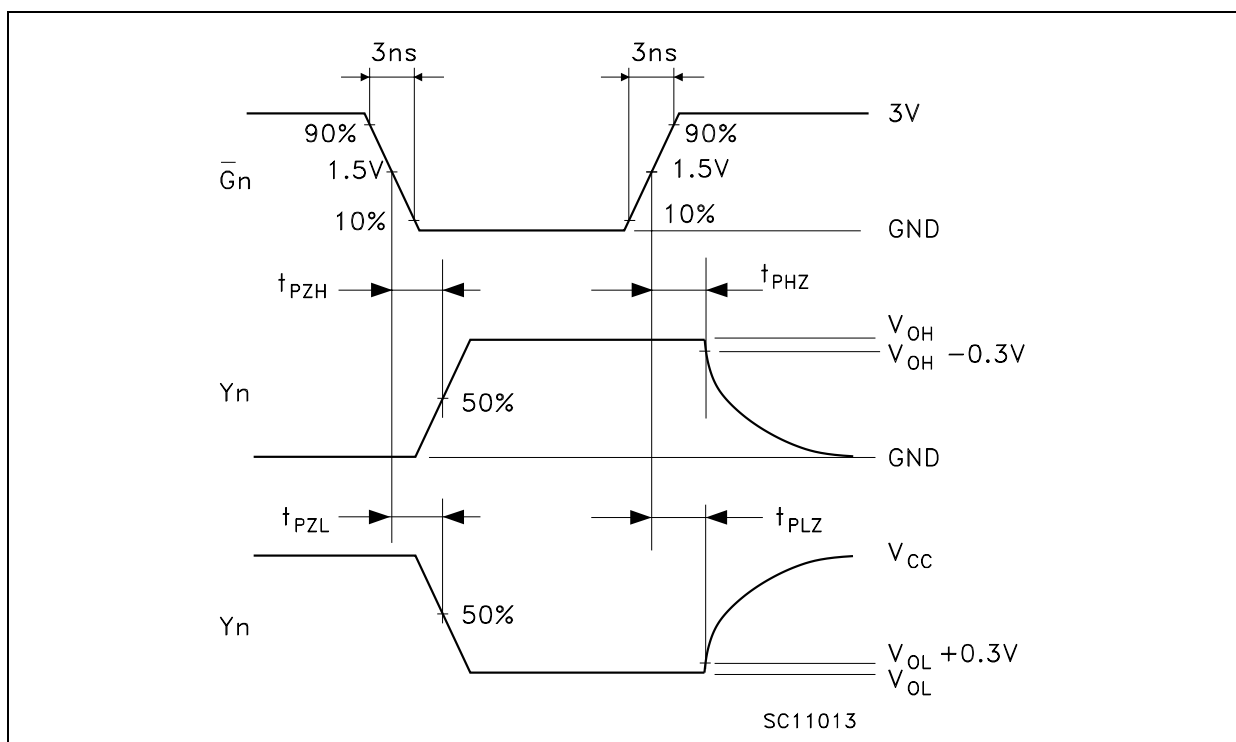 3ns 3ns
90% 90% 3V
1.5V 1.5V
G̅n
10% 10% GND
tPZH tPHZ
VOH
VOH −0.3V
Yn 50%
GND
tPZL tPLZ
VCC
50%
Yn
VOL +0.3V
VOL
SC11013